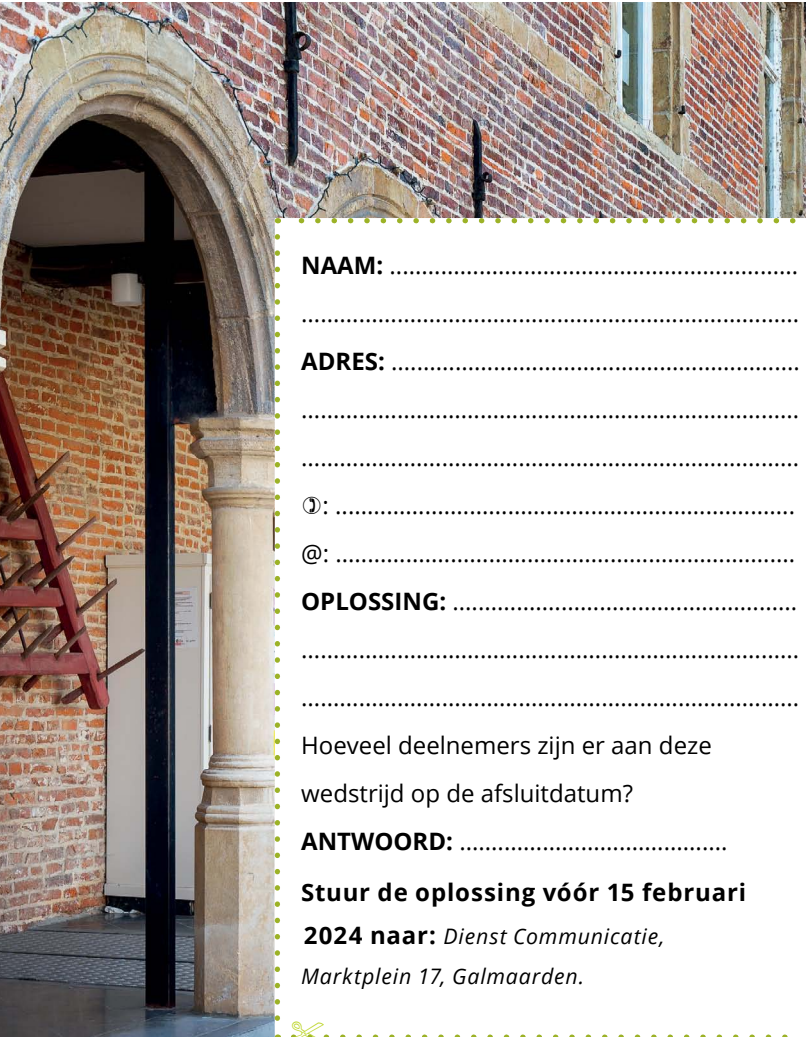 NAAM: ................................................................
..............................................................................
ADRES: ................................................................
..............................................................................
..............................................................................
✆: ........................................................................
@: ........................................................................
OPLOSSING: ......................................................
..............................................................................
..............................................................................
Hoeveel deelnemers zijn er aan deze
wedstrijd op de afsluitdatum?
ANTWOORD: ..........................................
Stuur de oplossing vóór 15 februari
2024 naar: Dienst Communicatie,
Marktplein 17, Galmaarden.